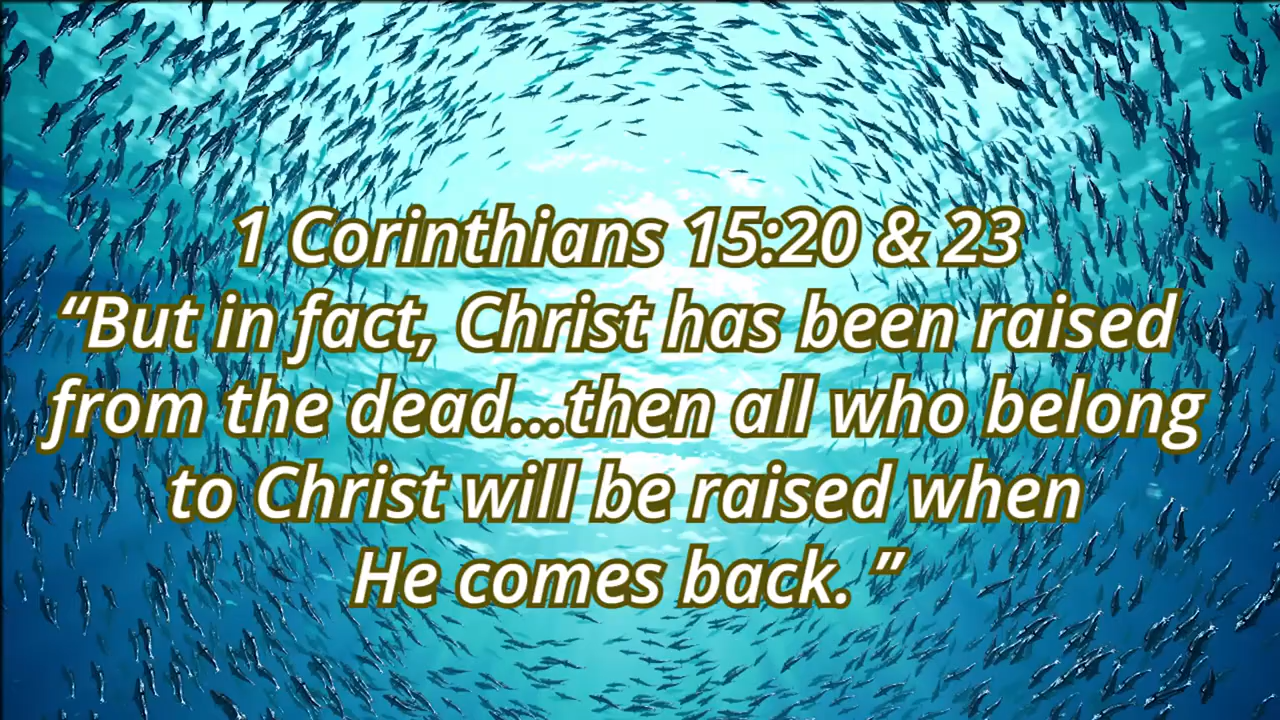 1 Corinthians 15:20 & 23
“But in fact, Christ has been raised
from the dead...then all who belong
to Christ will be raised when
He comes back. ”